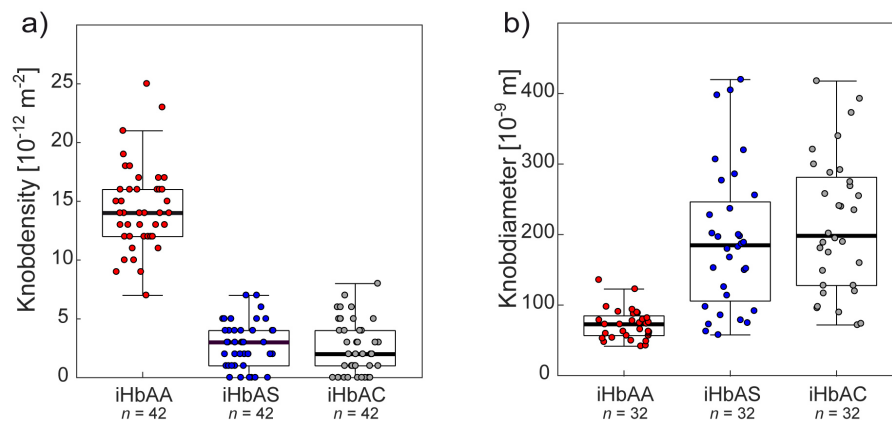 a)
Knobdensity [10⁻¹² m⁻²]
25
20
15
10
5
0
iHbAA iHbAS iHbAC
n = 42 n = 42 n = 42
b)
Knobdiameter [10⁻⁹ m]
400
300
200
100
0
iHbAA iHbAS iHbAC
n = 32 n = 32 n = 32